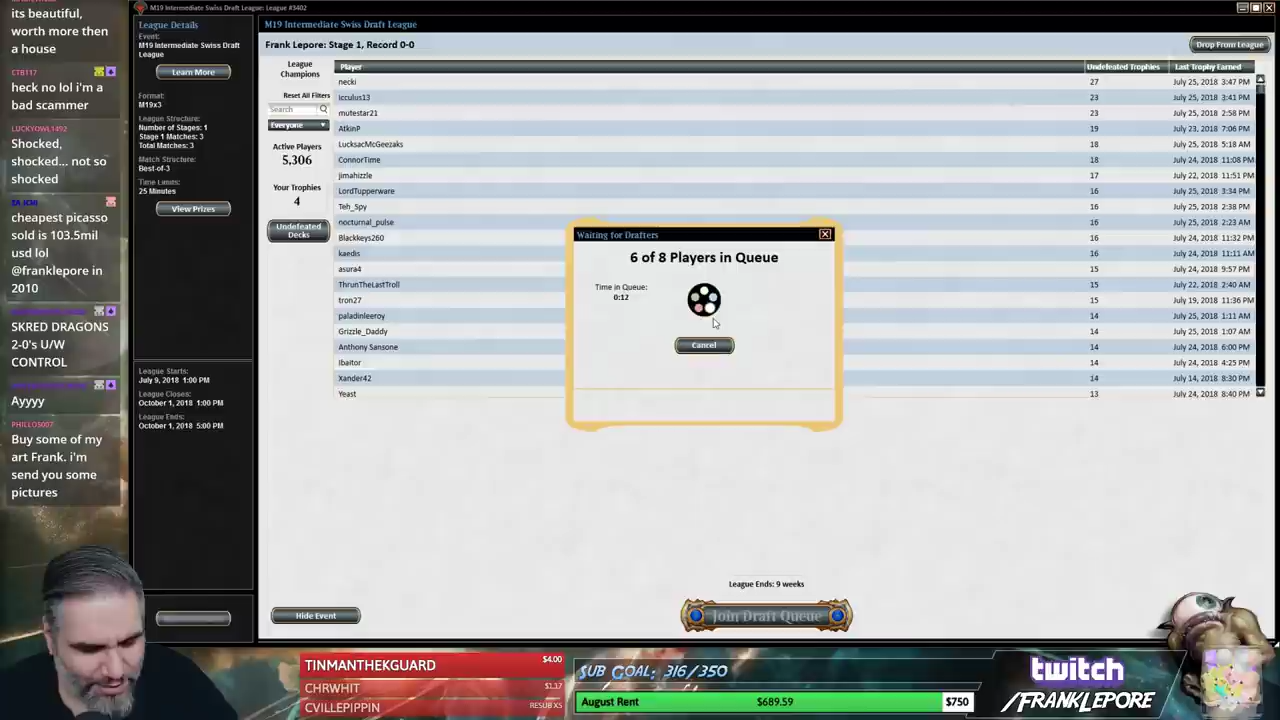 M19 Intermediate Swiss Draft League: League #3402
its beautiful,
worth more then
a house
CTB117
heck no lol i'm a
bad scammer
LUCKYOWL1492
Shocked,
shocked... not so
shocked
cheapest picasso
sold is 103.5mil
usd lol
@franklepore in
2010
SKRED DRAGONS
2-0's U/W
CONTROL
Ayyyy
PHILLOS007
Buy some of my
art Frank. i'm
send you some
pictures
League Details
Event:
M19 Intermediate Swiss Draft
League
Learn More
Format:
M19x3
League Structure:
Number of Stages: 1
Stage 1 Matches: 3
Total Matches: 3
Match Structure:
Best-of-3
Time Limits:
25 Minutes
View Prizes
League Starts:
July 9, 2018 1:00 PM
League Closes:
October 1, 2018 1:00 PM
League Ends:
October 1, 2018 5:00 PM
M19 Intermediate Swiss Draft League
Frank Lepore: Stage 1, Record 0-0
Drop From League
League
Champions
Reset All Filters
Search
Everyone
Active Players
5,306
Your Trophies
4
Undefeated
Decks
Player Undefeated Trophies Last Trophy Earned
necki 27 July 25, 2018 3:47 PM
icculus13 23 July 25, 2018 3:41 PM
mutestar21 23 July 25, 2018 2:58 PM
AtkinP 19 July 23, 2018 7:06 PM
LucksacMcGeezaks 18 July 25, 2018 5:18 AM
ConnorTime 18 July 24, 2018 11:08 PM
jimahizzle 17 July 22, 2018 11:51 PM
LordTupperware 16 July 25, 2018 3:34 PM
Teh_Spy 16 July 25, 2018 2:38 PM
nocturnal_pulse 16 July 25, 2018 2:23 AM
Blackkeys260 16 July 24, 2018 11:32 PM
kaedis 16 July 24, 2018 11:11 AM
asura4 15 July 24, 2018 9:57 PM
ThrunTheLastTroll 15 July 22, 2018 2:40 AM
tron27 15 July 19, 2018 11:36 PM
paladinleeroy 14 July 25, 2018 1:11 AM
Grizzle_Daddy 14 July 25, 2018 1:07 AM
Anthony Sansone 14 July 24, 2018 6:00 PM
lbaitor 14 July 24, 2018 4:25 PM
Xander42 14 July 14, 2018 8:30 PM
Yeast 13 July 24, 2018 8:40 PM
Waiting for Drafters
6 of 8 Players in Queue
Time in Queue:
0:12
Cancel
League Ends: 9 weeks
Hide Event
Join Draft Queue
TINMANTHEKGUARD $4.00
CHRWHIT $1.17
CVILLEPIPPIN RESUB X5
SUB GOAL: 316/350
August Rent $689.59 $750
twitch
/FRANKLEPORE